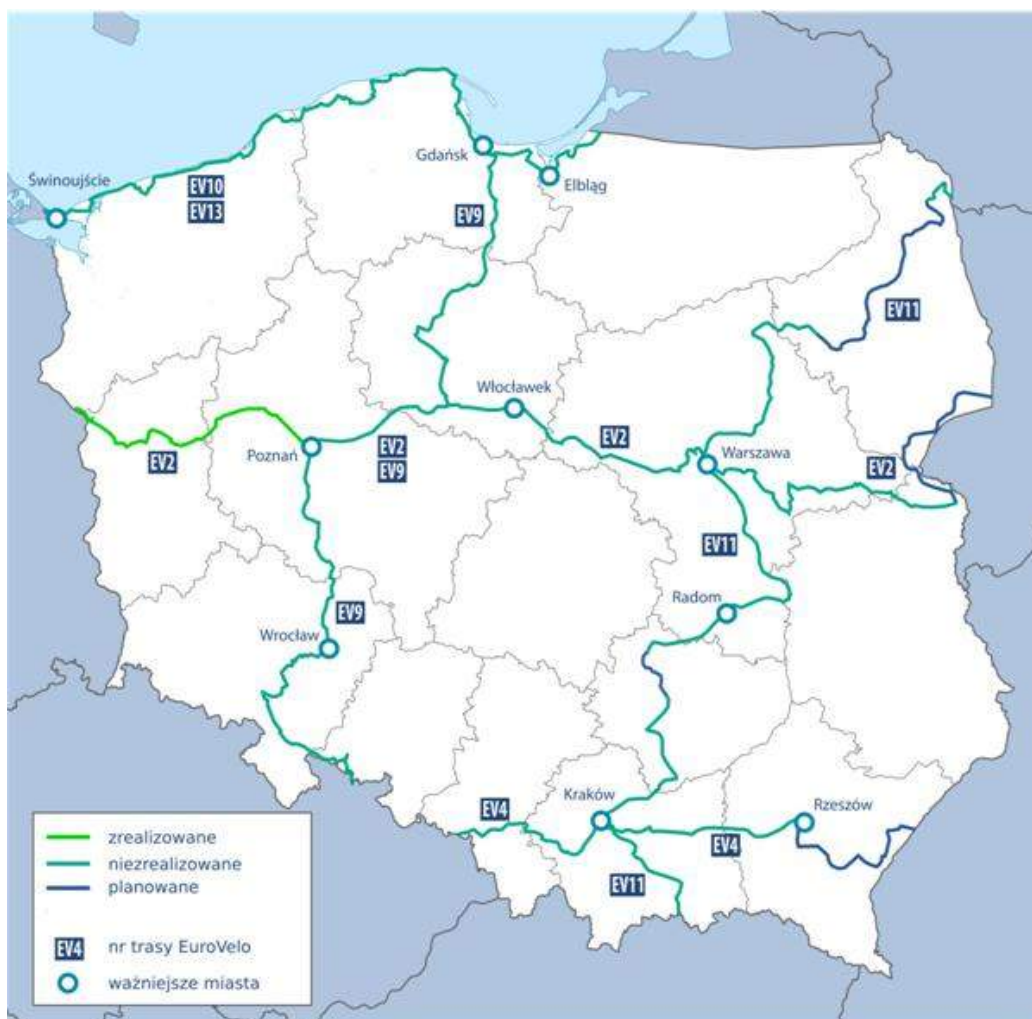 Gdańsk
Świnoujście
Elbląg
EV10
EV13
EV9
EV11
Włocławek
EV2
Poznań
EV2
EV9
EV2
Warszawa
EV2
EV11
Radom
EV9
Wrocław
Kraków
Rzeszów
EV4
EV4
EV11
zrealizowane
niezrealizowane
planowane
EV4 nr trasy EuroVelo
ważniejsze miasta